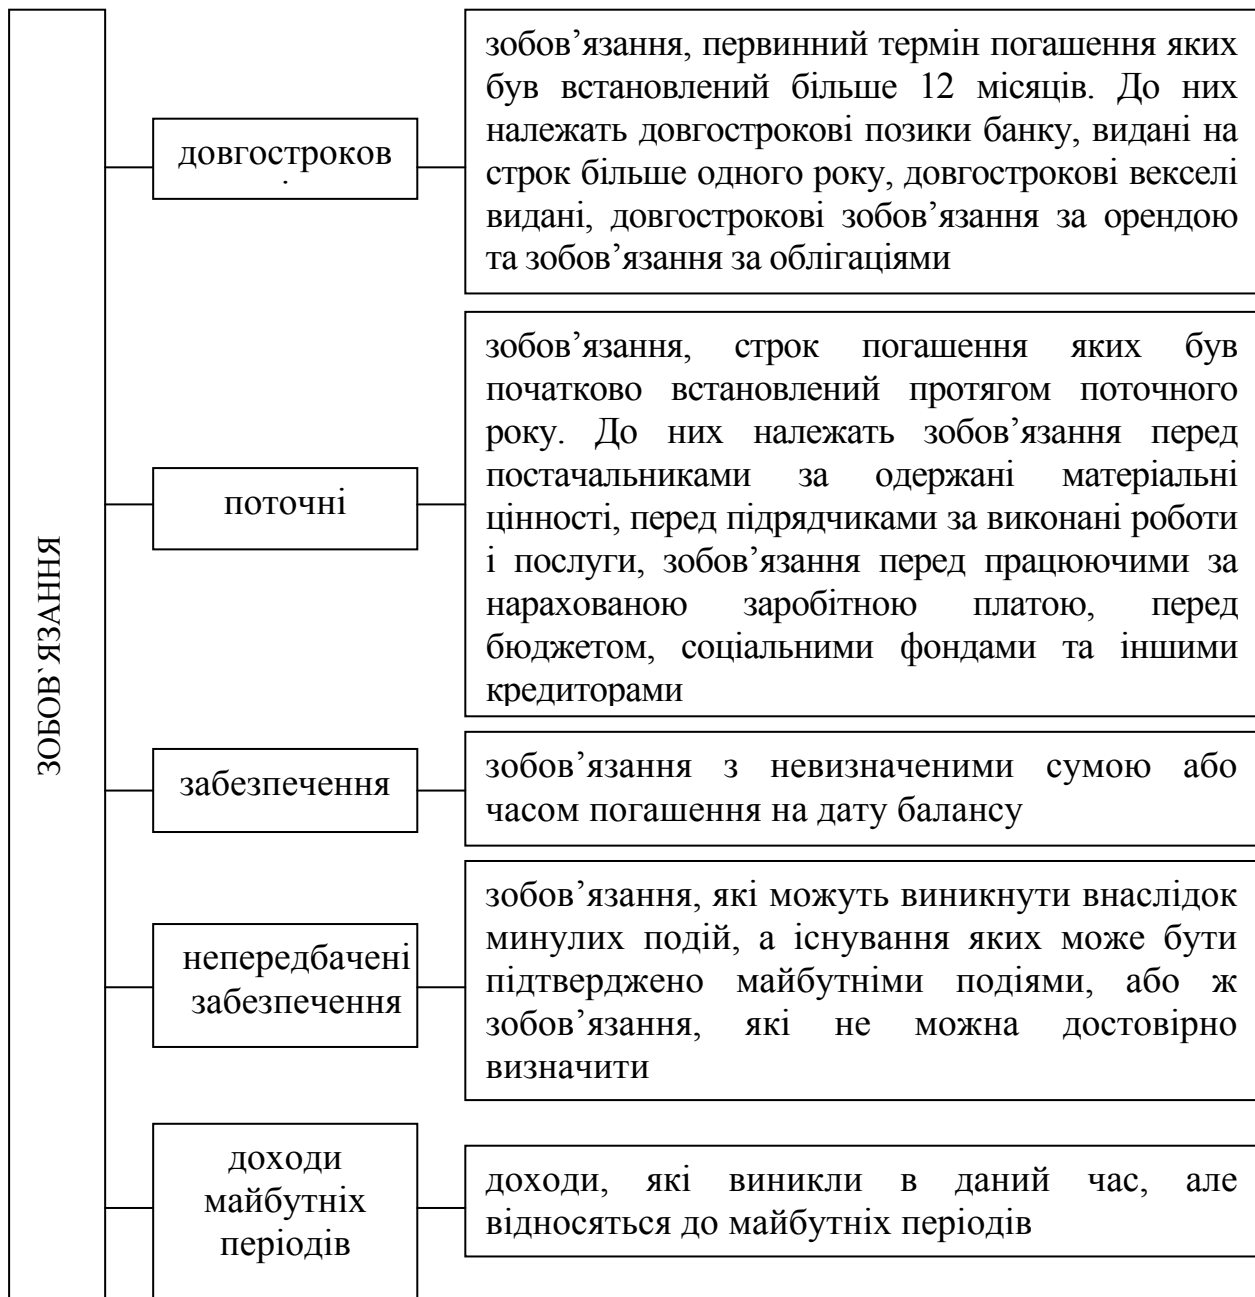 ЗОБОВ`ЯЗАННЯ
довгостроков
зобов’язання, первинний термін погашення яких
був встановлений більше 12 місяців. До них
належать довгострокові позики банку, видані на
строк більше одного року, довгострокові векселі
видані, довгострокові зобов’язання за орендою
та зобов’язання за облігаціями
поточні
зобов’язання, строк погашення яких був
початково встановлений протягом поточного
року. До них належать зобов’язання перед
постачальниками за одержані матеріальні
цінності, перед підрядчиками за виконані роботи
і послуги, зобов’язання перед працюючими за
нарахованою заробітною платою, перед
бюджетом, соціальними фондами та іншими
кредиторами
забезпечення
зобов’язання з невизначеними сумою або
часом погашення на дату балансу
непередбачені
забезпечення
зобов’язання, які можуть виникнути внаслідок
минулих подій, а існування яких може бути
підтверджено майбутніми подіями, або ж
зобов’язання, які не можна достовірно
визначити
доходи
майбутніх
періодів
доходи, які виникли в даний час, але
відносяться до майбутніх періодів